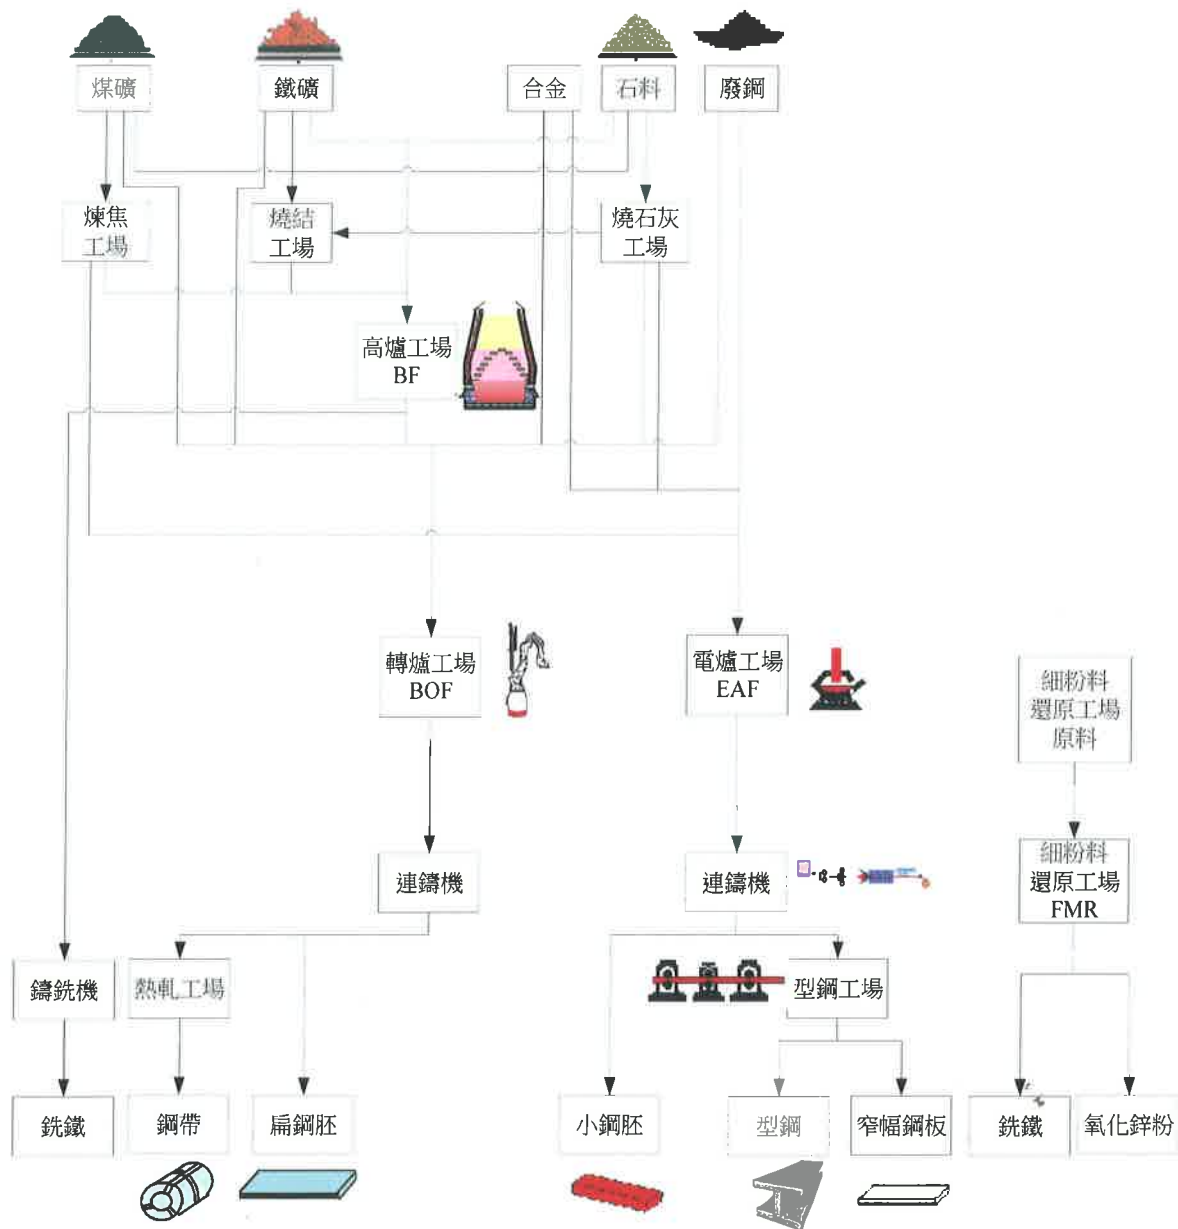 煤礦
鐵礦
合金
石料
廢鋼
煉焦
工場
燒結
工場
燒石灰
工場
高爐工場
BF
轉爐工場
BOF
電爐工場
EAF
細粉料
還原工場
原料
連鑄機
連鑄機
細粉料
還原工場
FMR
鑄銑機
熱軋工場
型鋼工場
銑鐵
鋼帶
扁鋼胚
小鋼胚
型鋼
窄幅鋼板
銑鐵
氧化鋅粉